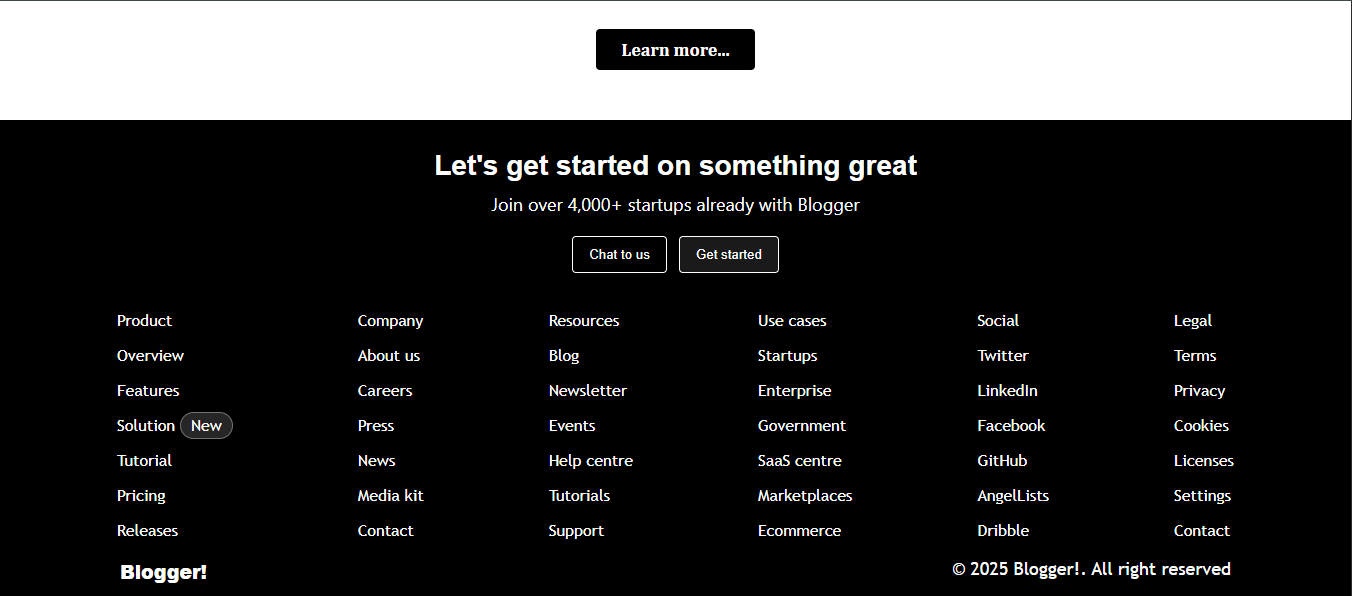 Learn more...
Let's get started on something great
Join over 4,000+ startups already with Blogger
Chat to us Get started
Product Company Resources Use cases Social Legal
Overview About us Blog Startups Twitter Terms
Features Careers Newsletter Enterprise LinkedIn Privacy
Solution New Press Events Government Facebook Cookies
Tutorial News Help centre SaaS centre GitHub Licenses
Pricing Media kit Tutorials Marketplaces AngelLists Settings
Releases Contact Support Ecommerce Dribble Contact
Blogger! © 2025 Blogger!. All right reserved